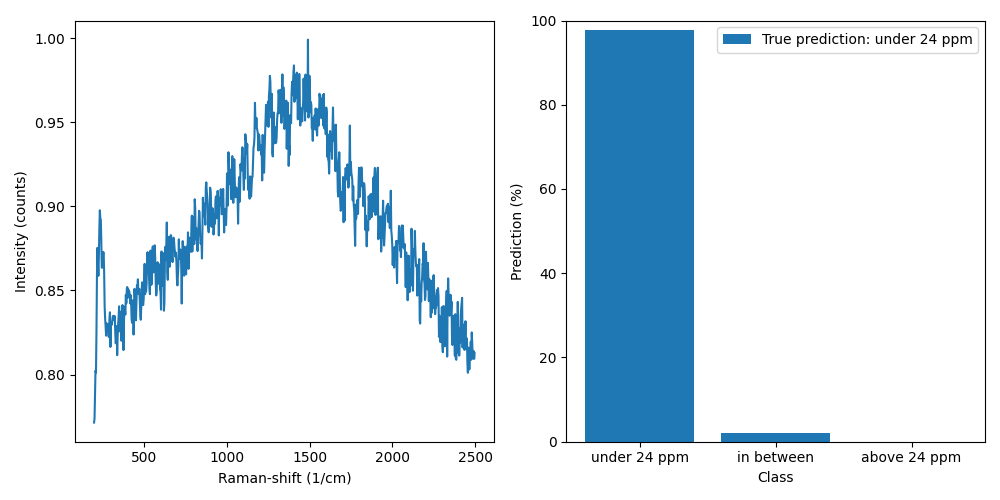 1.00
0.95
0.90
0.85
0.80
Intensity (counts)
500 1000 1500 2000 2500
Raman-shift (1/cm)
100
80
60
40
20
0
Prediction (%)
True prediction: under 24 ppm
under 24 ppm in between above 24 ppm
Class